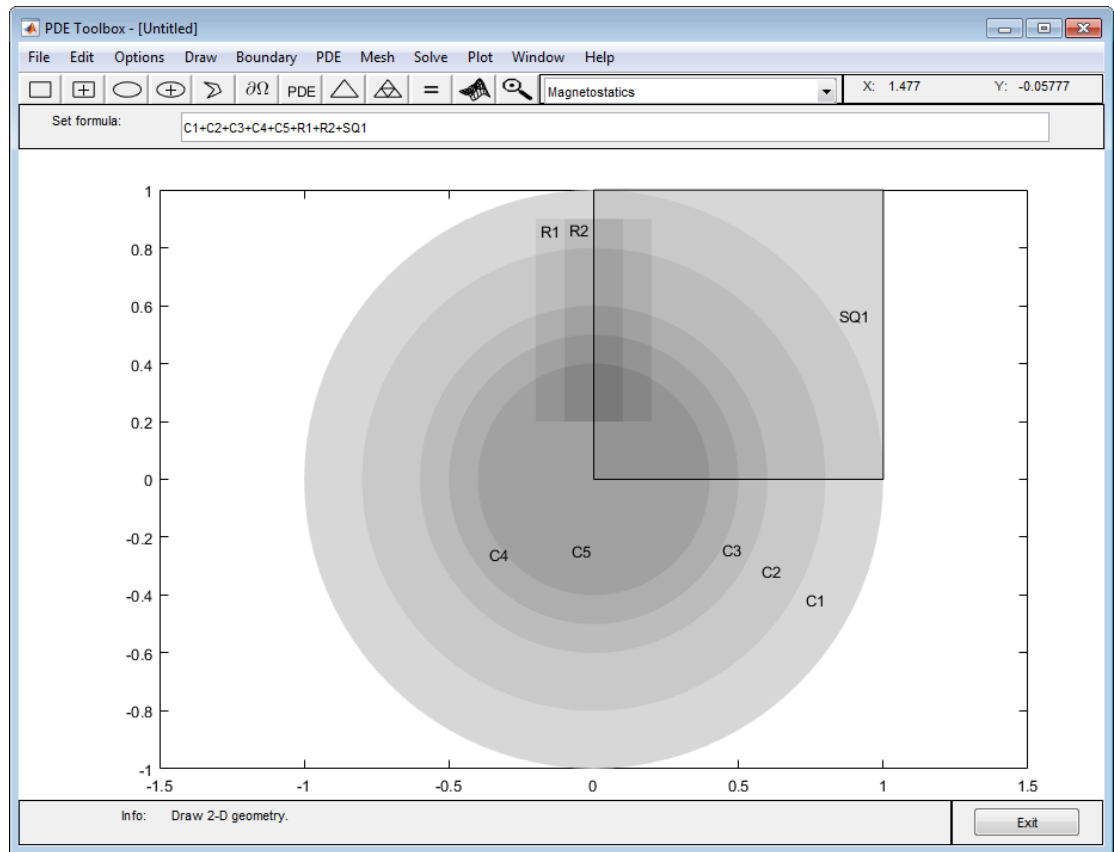 PDE Toolbox - [Untitled]
File Edit Options Draw Boundary PDE Mesh Solve Plot Window Help
∂Ω PDE = Magnetostatics X: 1.477 Y: -0.05777
Set formula: C1+C2+C3+C4+C5+R1+R2+SQ1
1
R1 R2
0.8
0.6
SQ1
0.4
0.2
0
-0.2
C4 C5 C3
C2
-0.4
C1
-0.6
-0.8
-1
-1.5 -1 -0.5 0 0.5 1 1.5
Info: Draw 2-D geometry. Exit